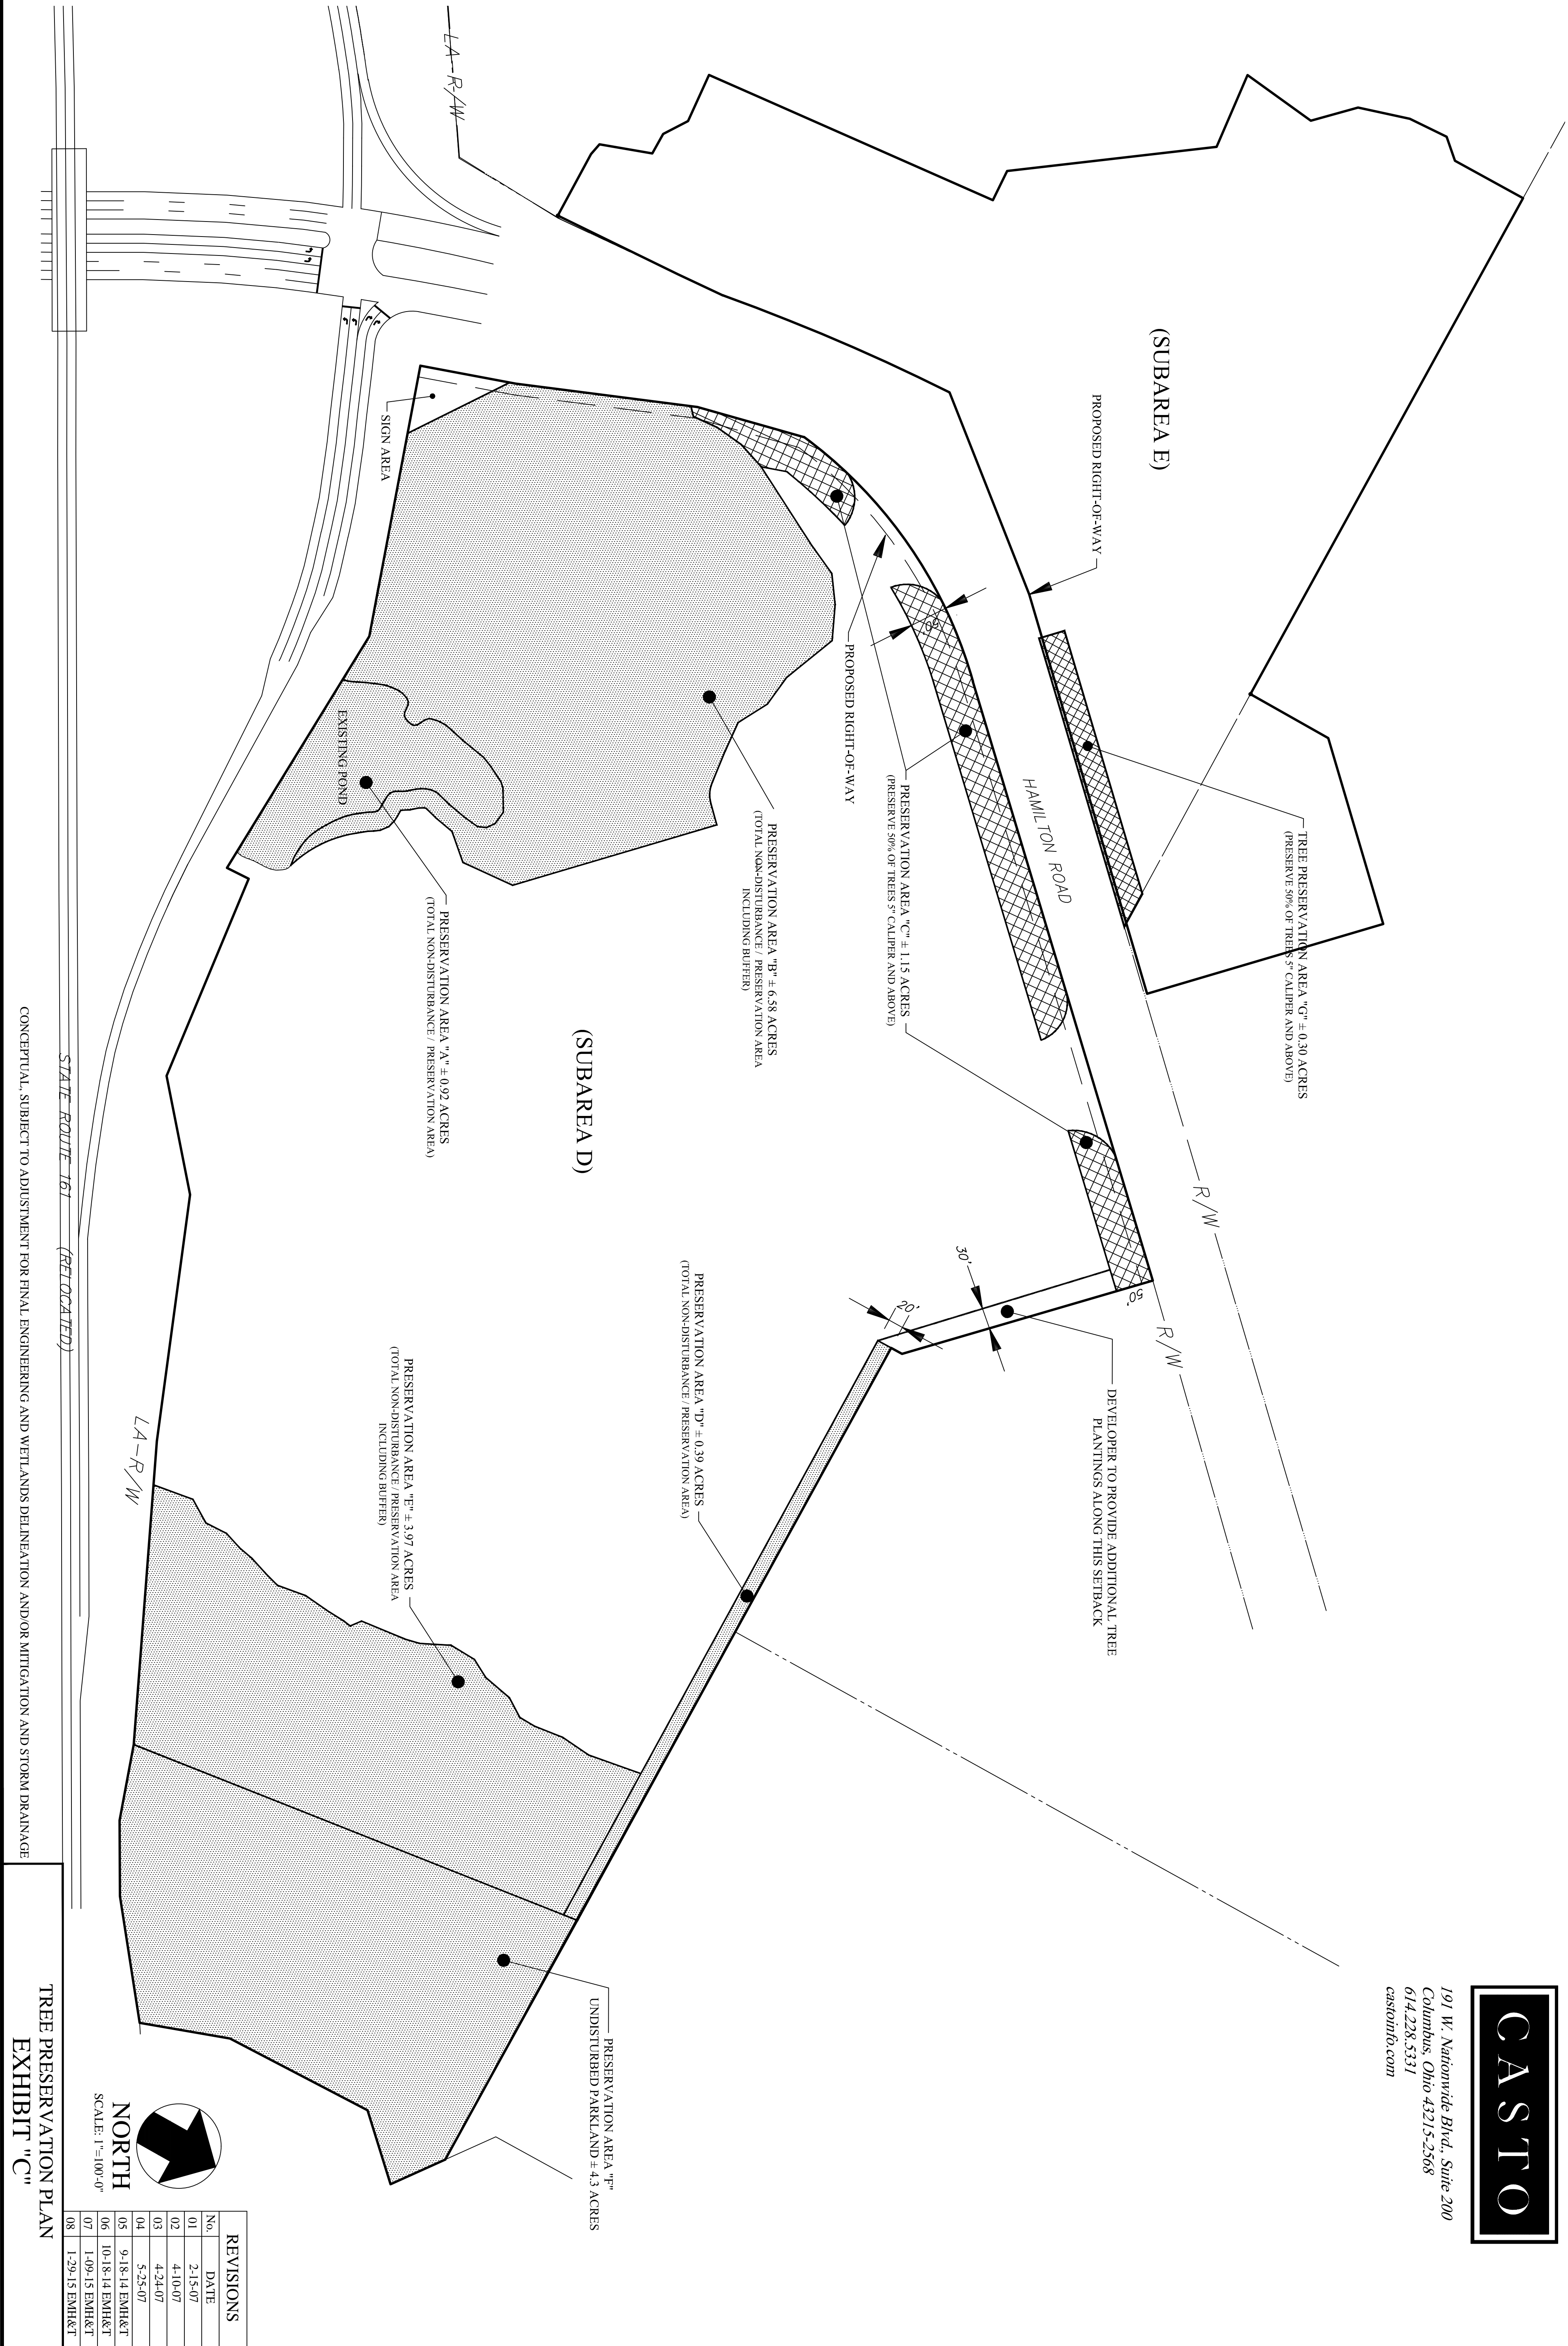 CASTO
191 W. Nationwide Blvd., Suite 200
Columbus, Ohio 43215-2568
614.228.5331
castoinfo.com
LA-R/W
(SUBAREA E)
PROPOSED RIGHT-OF-WAY
TREE PRESERVATION AREA "G" ± 0.30 ACRES
(PRESERVE 50% OF TREES 5" CALIPER AND ABOVE)
HAMILTON ROAD
R/W
R/W
SIGN AREA
60'
PROPOSED RIGHT-OF-WAY
PRESERVATION AREA "C" ± 1.15 ACRES
(PRESERVE 50% OF TREES 5" CALIPER AND ABOVE)
50'
30'
20'
DEVELOPER TO PROVIDE ADDITIONAL TREE
PLANTINGS ALONG THIS SETBACK
PRESERVATION AREA "B" ± 6.58 ACRES
(TOTAL NON-DISTURBANCE / PRESERVATION AREA
INCLUDING BUFFER)
PRESERVATION AREA "D" ± 0.39 ACRES
(TOTAL NON-DISTURBANCE / PRESERVATION AREA)
(SUBAREA D)
EXISTING POND
PRESERVATION AREA "A" ± 0.92 ACRES
(TOTAL NON-DISTURBANCE / PRESERVATION AREA)
PRESERVATION AREA "E" ± 3.97 ACRES
(TOTAL NON-DISTURBANCE / PRESERVATION AREA
INCLUDING BUFFER)
PRESERVATION AREA "F"
UNDISTURBED PARKLAND ± 4.3 ACRES
LA-R/W
STATE ROUTE 161 (RELOCATED)
NORTH
SCALE: 1"=100'-0"
REVISIONS
No. DATE
01 2-15-07
02 4-10-07
03 4-24-07
04 5-25-07
05 9-18-14 EMH&T
06 10-18-14 EMH&T
07 1-09-15 EMH&T
08 1-29-15 EMH&T
CONCEPTUAL, SUBJECT TO ADJUSTMENT FOR FINAL ENGINEERING AND WETLANDS DELINEATION AND/OR MITIGATION AND STORM DRAINAGE
TREE PRESERVATION PLAN
EXHIBIT "C"